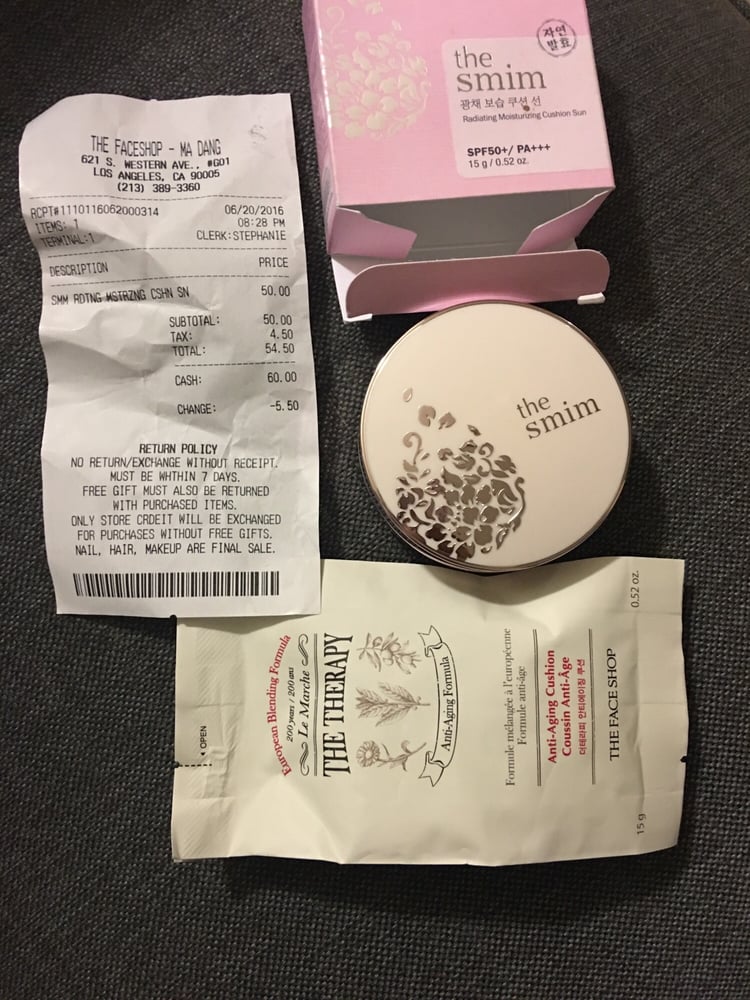 THE FACESHOP - MA DANG
621 S. WESTERN AVE., #G01
LOS ANGELES, CA 90005
(213) 389-3360
RCPT#1110116062000314 06/20/2016
ITEMS: 1 08:28 PM
TERMINAL:1 CLERK:STEPHANIE
DESCRIPTION PRICE
SMM RDTNG MSTRZNG CSHN SN 50.00
SUBTOTAL: 50.00
TAX: 4.50
TOTAL: 54.50
CASH: 60.00
CHANGE: -5.50
RETURN POLICY
NO RETURN/EXCHANGE WITHOUT RECEIPT.
MUST BE WHTHIN 7 DAYS.
FREE GIFT MUST ALSO BE RETURNED
WITH PURCHASED ITEMS.
ONLY STORE CRDEIT WILL BE EXCHANGED
FOR PURCHASES WITHOUT FREE GIFTS.
NAIL, HAIR, MAKEUP ARE FINAL SALE.
자연
발효
the
smim
광채 보습 쿠션 선
Radiating Moisturizing Cushion Sun
SPF50+/ PA+++
15 g / 0.52 oz.
the
smim
OPEN
European Blending Formula
200 years / 200 ans
Le Marche
THE THERAPY
Anti-Aging Formula
Formule mélangée à l'européenne
Formule anti-âge
Anti-Aging Cushion
Coussin Anti-Âge
더테라피 안티에이징 쿠션
THE FACE SHOP
15 g 0.52 oz.